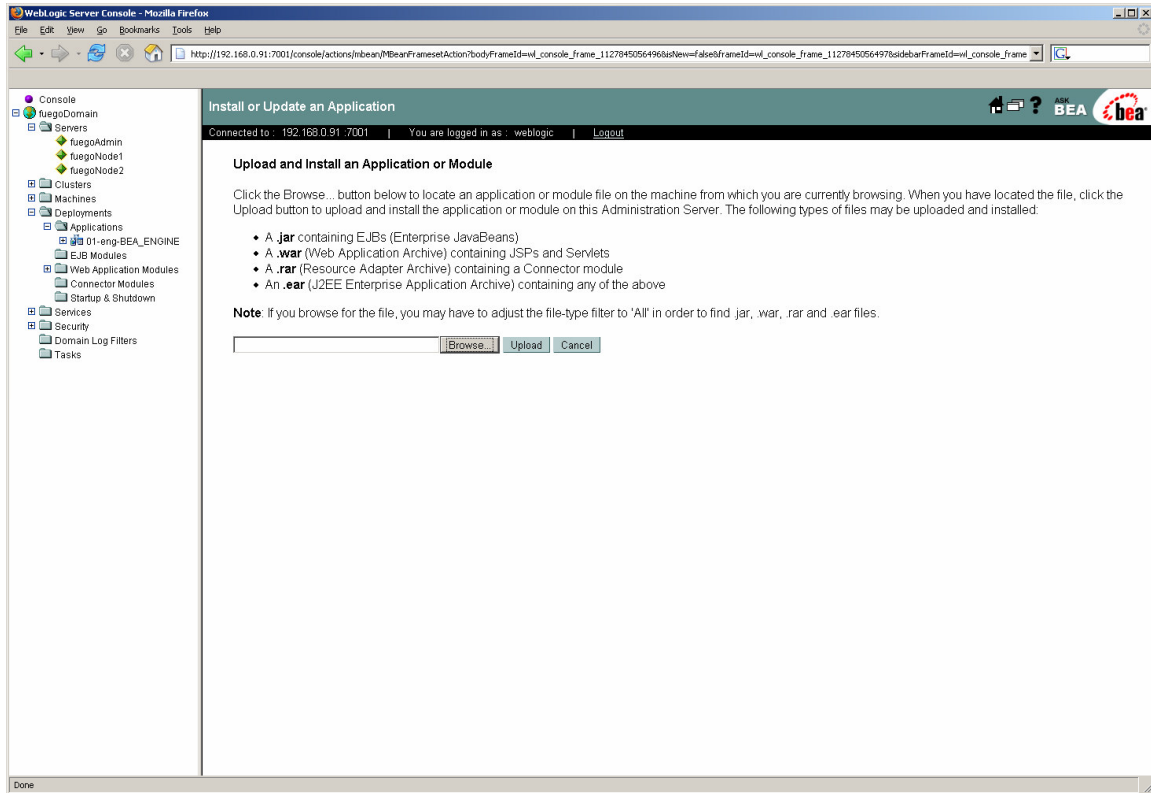 WebLogic Server Console - Mozilla Firefox
File Edit View Go Bookmarks Tools Help
http://192.168.0.91:7001/console/actions/mbean/MBeanFramesetAction?bodyFrameId=wl_console_frame_1127845056496&isNew=false&frameId=wl_console_frame_1127845056497&sidebarFrameId=wl_console_frame
G
Console
fuegoDomain
Servers
fuegoAdmin
fuegoNode1
fuegoNode2
Clusters
Machines
Deployments
Applications
01-eng-BEA_ENGINE
EJB Modules
Web Application Modules
Connector Modules
Startup & Shutdown
Services
Security
Domain Log Filters
Tasks
Install or Update an Application
? ASK BEA bea
Connected to : 192.168.0.91 :7001 | You are logged in as : weblogic | Logout
Upload and Install an Application or Module
Click the Browse... button below to locate an application or module file on the machine from which you are currently browsing. When you have located the file, click the
Upload button to upload and install the application or module on this Administration Server. The following types of files may be uploaded and installed:
• A .jar containing EJBs (Enterprise JavaBeans)
• A .war (Web Application Archive) containing JSPs and Servlets
• A .rar (Resource Adapter Archive) containing a Connector module
• An .ear (J2EE Enterprise Application Archive) containing any of the above
Note: If you browse for the file, you may have to adjust the file-type filter to 'All' in order to find .jar, .war, .rar and .ear files.
Browse... Upload Cancel
Done